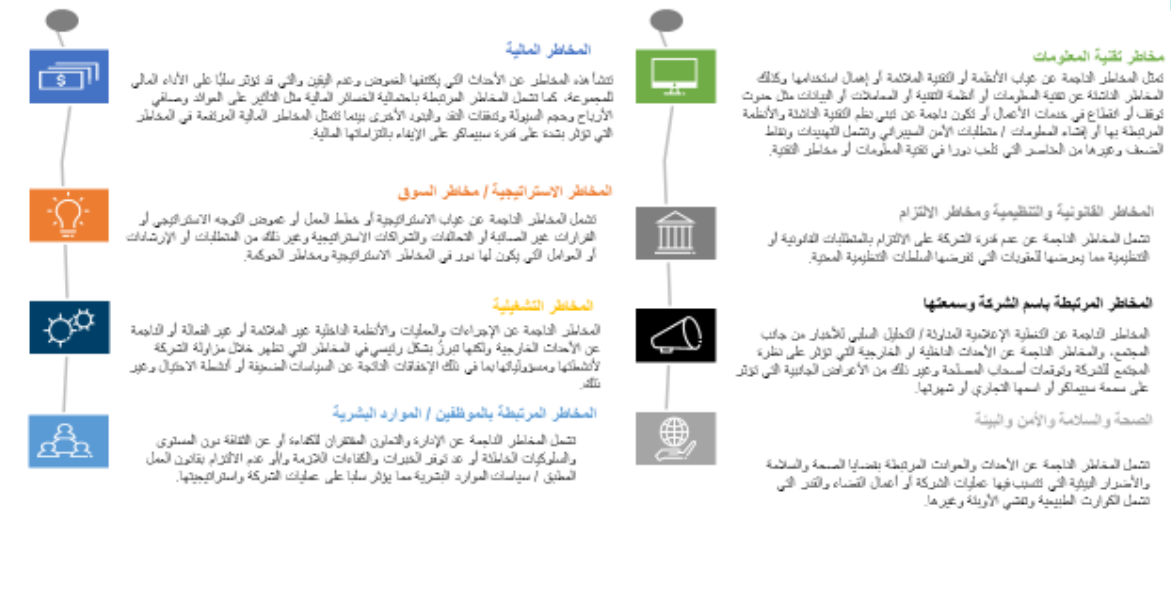 مخاطر تقنية المعلومات
تمثل المخاطر الناجمة عن غياب الأنظمة أو التقنية الملائمة أو إهمال استخدامها وكذلك
المخاطر الناشئة عن تقنية المعلومات أو أنظمة التقنية أو المعاملات أو البيانات مثل حدوث
توقف أو انقطاع في خدمات الأعمال أو تكون ناجمة عن تبني نظم التقنية الناشئة والأنظمة
المرتبطة بها أو إفشاء المعلومات / متطلبات الأمن السيبراني وتشمل التهديدات ونقاط
الضعف وغيرها من العناصر التي تلعب دورا في تقنية المعلومات أو مخاطر التقنية.
المخاطر القانونية والتنظيمية ومخاطر الالتزام
تشمل المخاطر الناجمة عن عدم قدرة الشركة على الالتزام بالمتطلبات القانونية أو
التنظيمية مما يعرضها للعقوبات التي تفرضها السلطات التنظيمية المعنية.
المخاطر المرتبطة باسم الشركة وسمعتها
المخاطر الناجمة عن التغطية الإعلامية المتداولة / التحليل السلبي للأخبار من جانب
المجتمع، والمخاطر الناجمة عن الأحداث الداخلية او الخارجية التي تؤثر على نظرة
المجتمع للشركة وتوقعات أصحاب المصلحة وغير ذلك من الأعراض الجانبية التي تؤثر
على سمعة سيماكو أو اسمها التجاري أو شهرتها.
الصحة والسلامة والأمن والبيئة
تشمل المخاطر الناجمة عن الأحداث والحوادث المرتبطة بقضايا الصحة والسلامة
والأضرار البيئية التي تتسبب فيها عمليات الشركة أو أعمال القضاء والقدر التي
تشمل الكوارث الطبيعية وتفشي الأوبئة وغيرها.
المخاطر المالية
تنشأ هذه المخاطر عن الأحداث التي يكتنفها الغموض وعدم اليقين والتي قد تؤثر سلبًا على الأداء المالي
للمجموعة، كما تشمل المخاطر المرتبطة باحتمالية الخسائر المالية مثل التأثير على العوائد وصافي
الأرباح وحجم السيولة وتدفقات النقد والبنود الأخرى بينما تتمثل المخاطر المالية المرتفعة في المخاطر
التي تؤثر بشدة على قدرة سيماكو على الإيفاء بالتزاماتها المالية.
المخاطر الاستراتيجية / مخاطر السوق
تشمل المخاطر الناجمة عن غياب الاستراتيجية أو خطط العمل أو غموض التوجه الاستراتيجي أو
القرارات غير الصائبة أو التحالفات والشراكات الاستراتيجية وغير ذلك من المتطلبات أو الإرشادات
أو العوامل التي يكون لها دور في المخاطر الاستراتيجية ومخاطر الحوكمة.
المخاطر التشغيلية
المخاطر الناجمة عن الإجراءات والعمليات والأنظمة الداخلية غير الملائمة أو غير الفعالة أو الناجمة
عن الأحداث الخارجية ولكنها تبرز بشكل رئيسي في المخاطر التي تظهر خلال مزاولة الشركة
لأنشطتها ومسؤولياتها بما في ذلك الإخفاقات الناتجة عن السياسات الضعيفة أو أنشطة الاحتيال وغير
ذلك.
المخاطر المرتبطة بالموظفين / الموارد البشرية
تشمل المخاطر الناجمة عن الإدارة والتعاون المفتقران للكفاءة أو عن الثقافة دون المستوى
والسلوكيات الخاطئة أو عد توفر الخبرات والكفاءات اللازمة و/أو عدم الالتزام بقانون العمل
المطبق / سياسات الموارد البشرية مما يؤثر سلبا على عمليات الشركة واستراتيجيتها.